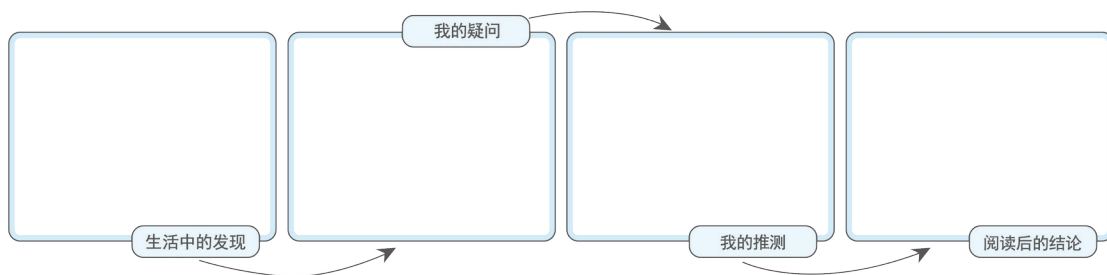 生活中的发现
我的疑问
我的推测
阅读后的结论